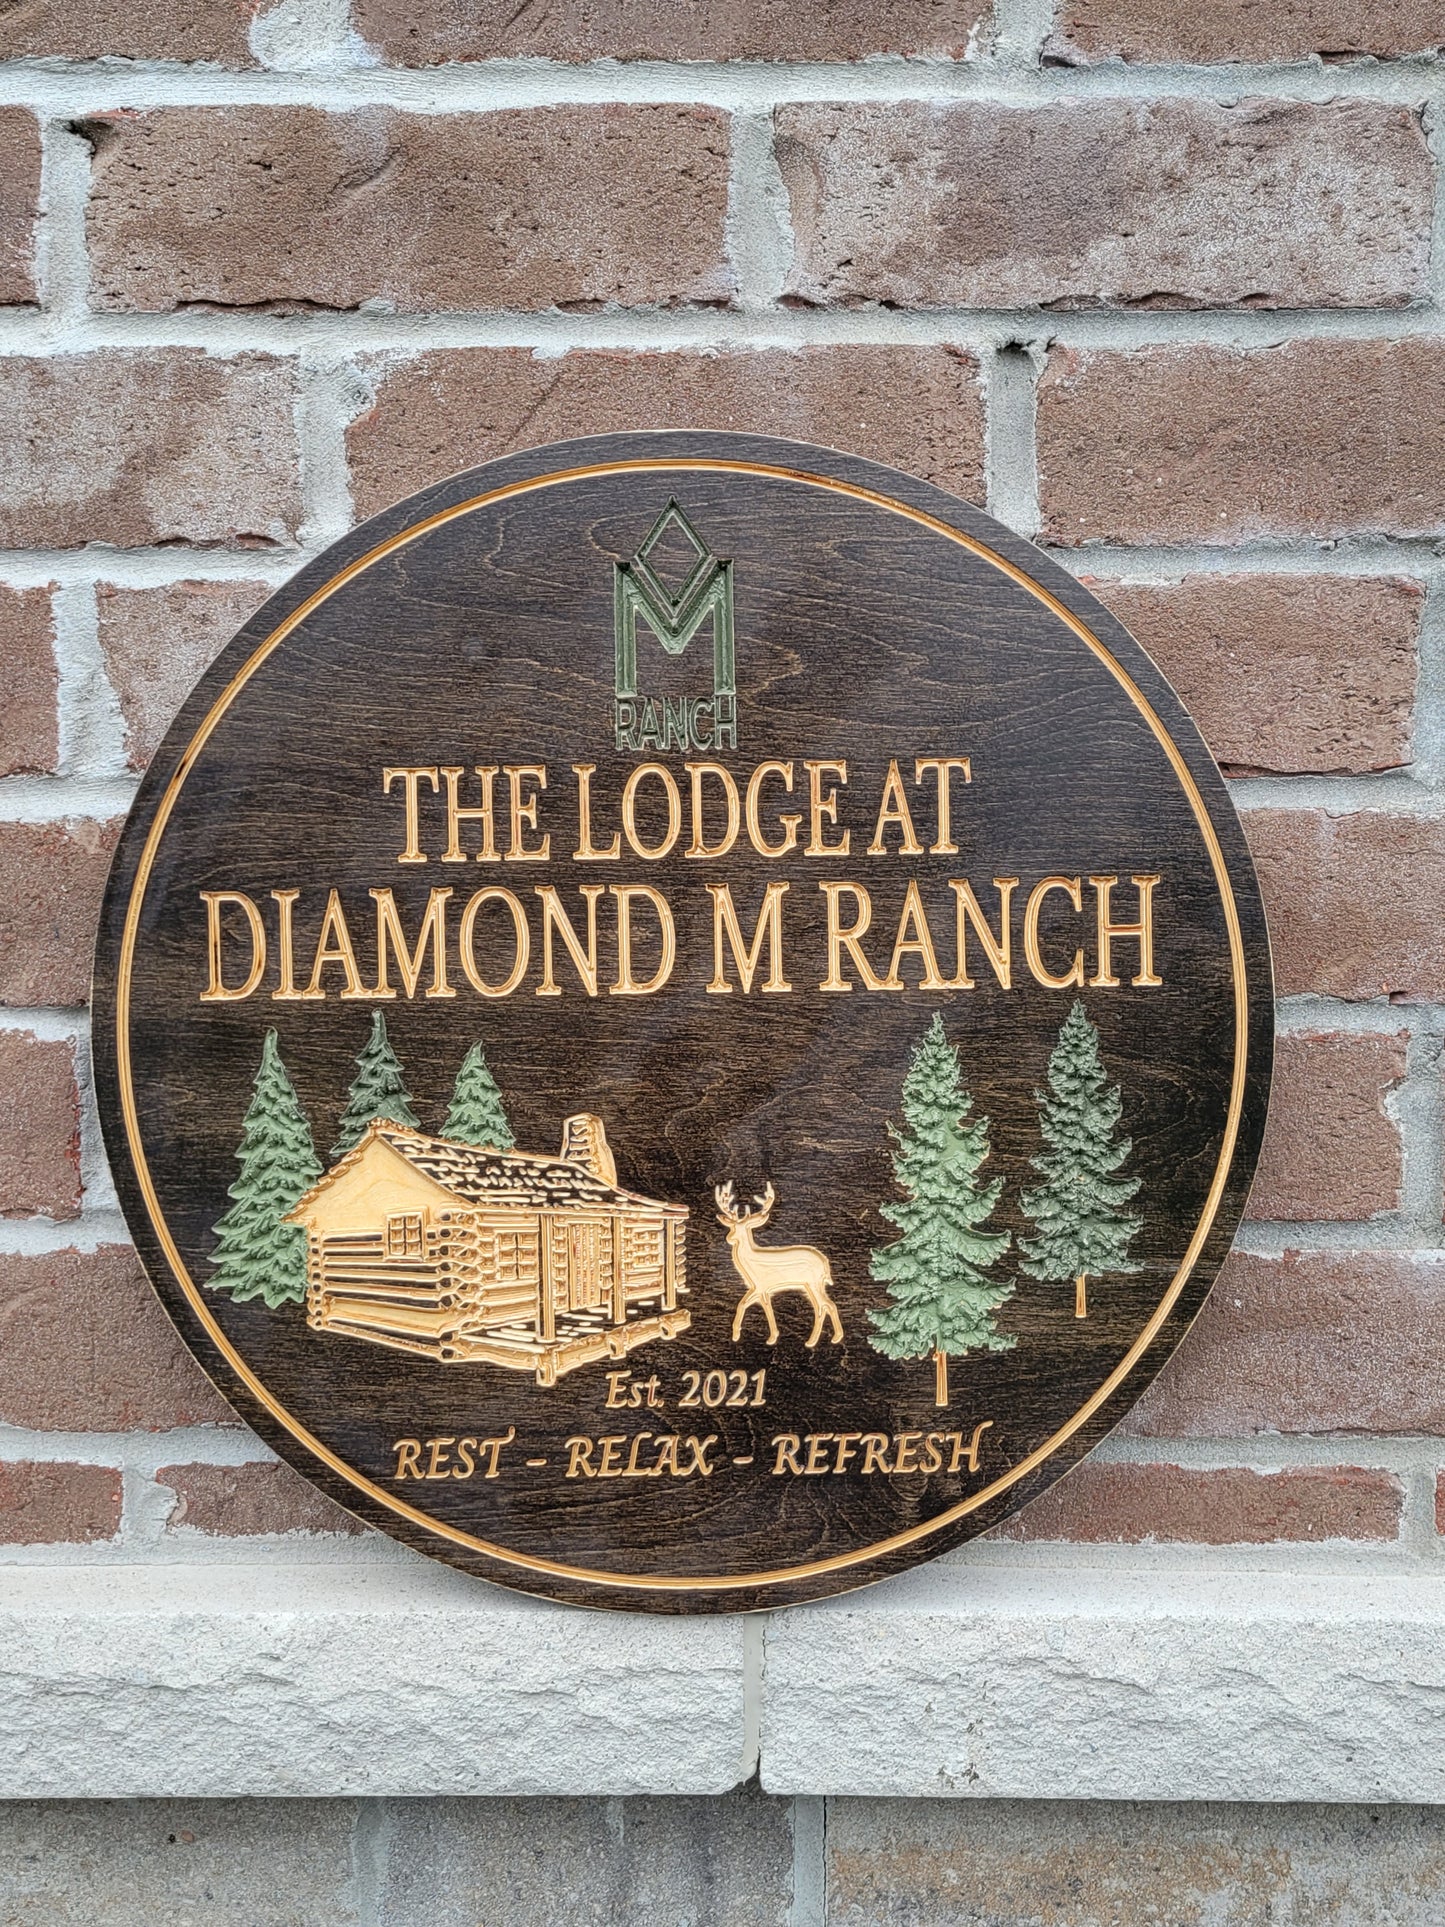 M
RANCH
THE LODGE AT
DIAMOND M RANCH
Est. 2021
REST - RELAX - REFRESH